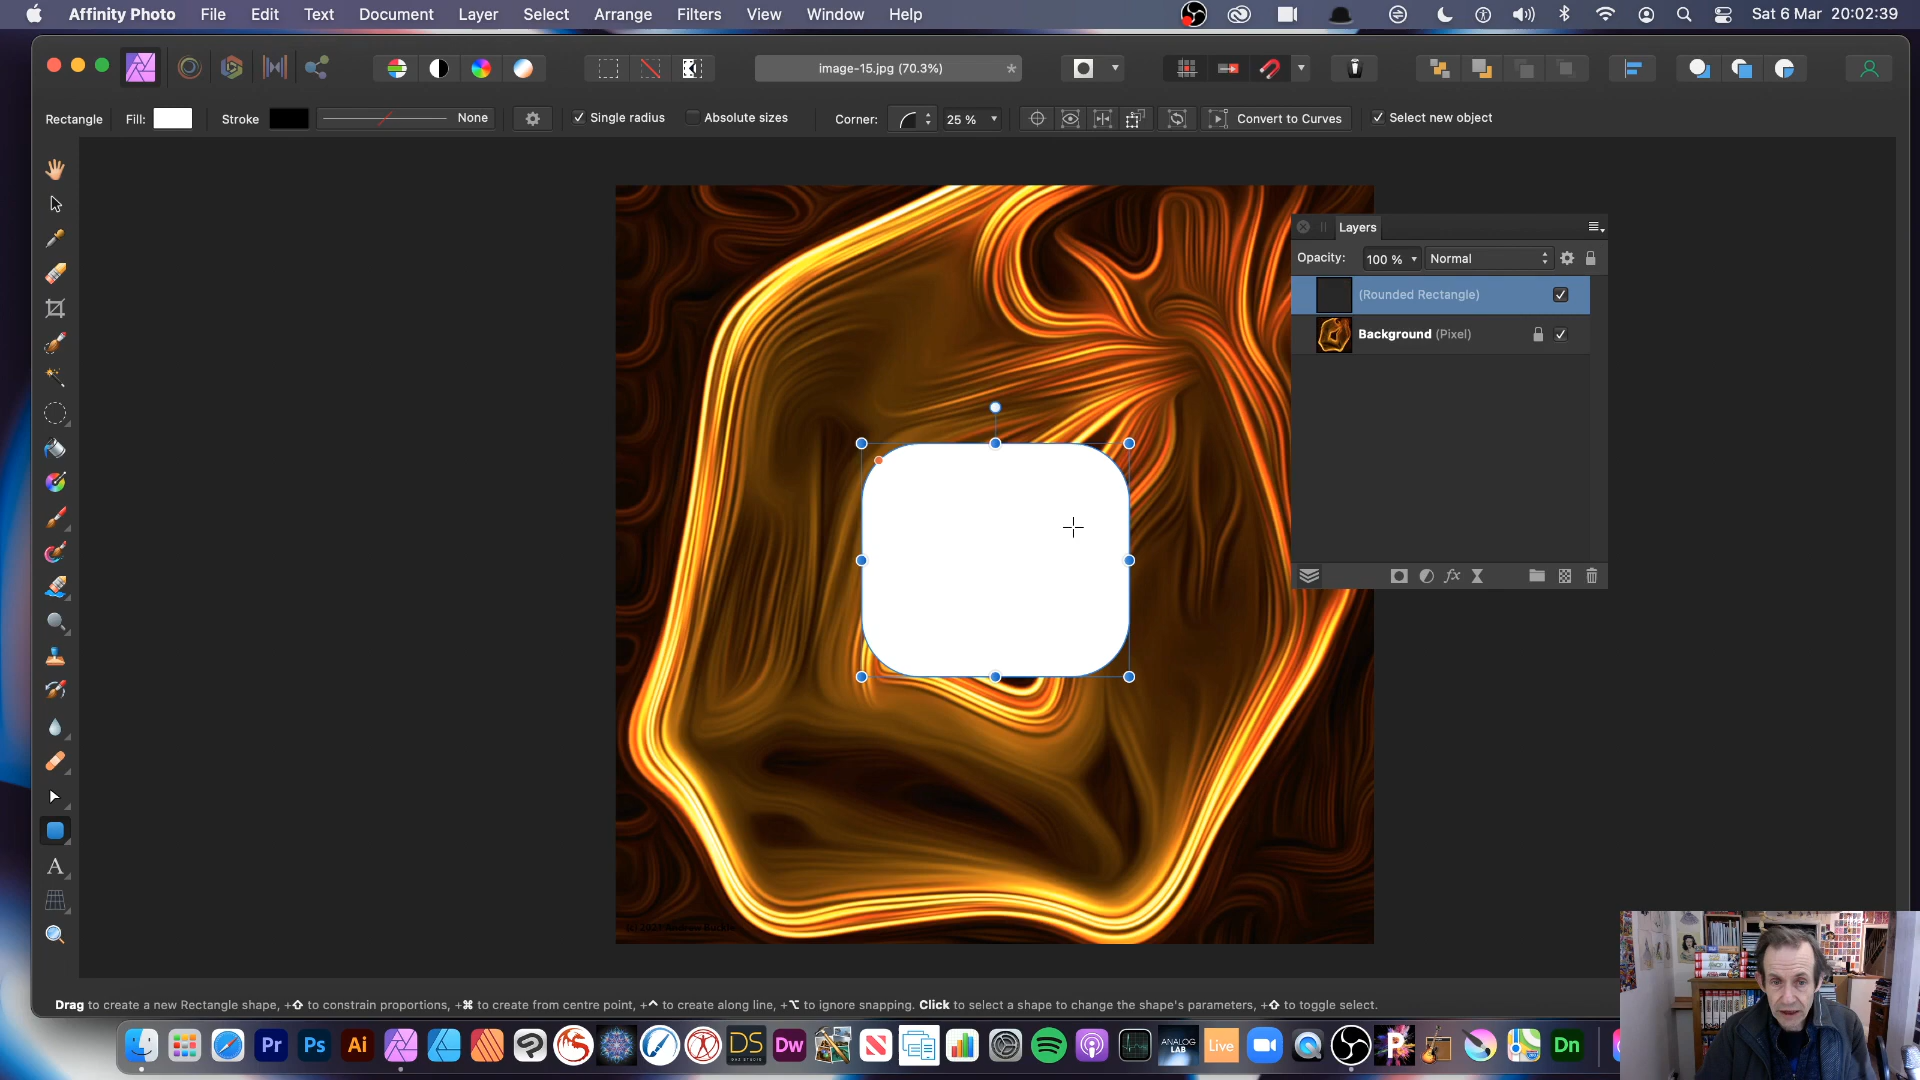 Affinity Photo File Edit Text Document Layer Select Arrange Filters View Window Help Sat 6 Mar 20:02:39
image-15.jpg (70.3%) *
Rectangle Fill: Stroke None Single radius Absolute sizes Corner: 25 % Convert to Curves Select new object
Layers
Opacity: 100 % Normal
(Rounded Rectangle)
Background (Pixel)
fx
A
Drag to create a new Rectangle shape, +⇧ to constrain proportions, +⌘ to create from centre point, +^ to create along line, +⌥ to ignore snapping. Click to select a shape to change the shape's parameters, +⇧ to toggle select.
Pr Ps Ai DS Dw ANALOG LAB Live P Dn